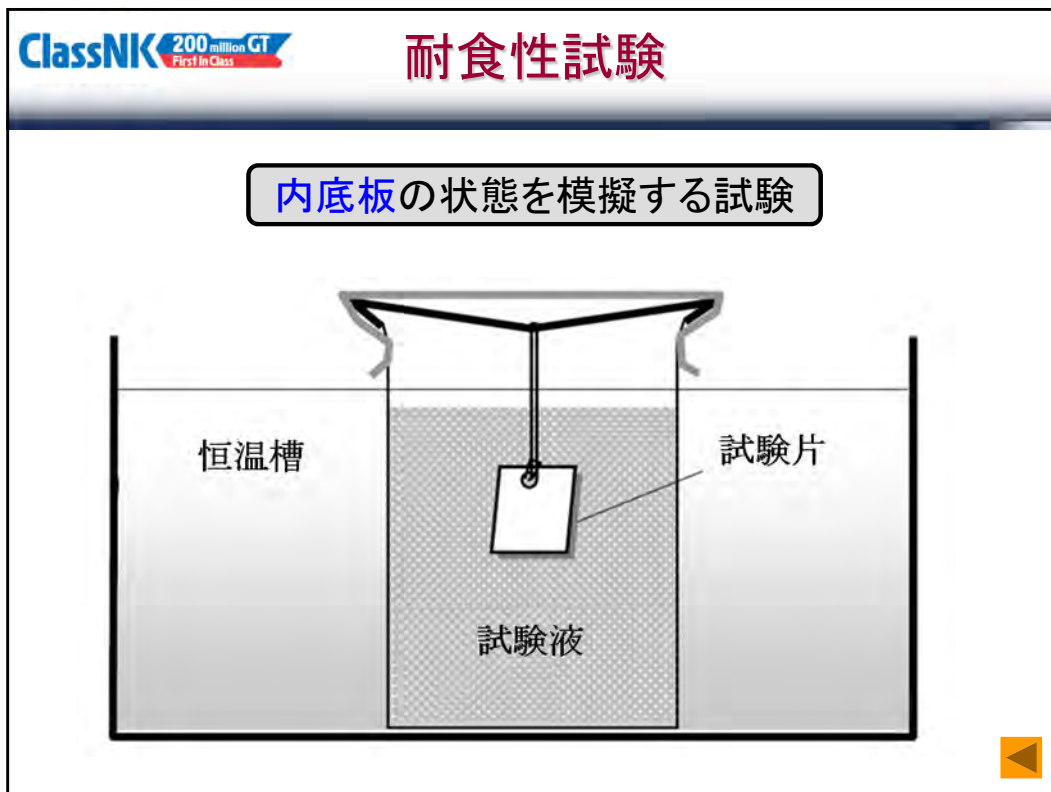 ClassNK 200 million GT
First in Class
耐食性試験
内底板の状態を模擬する試験
恒温槽
試験片
試験液